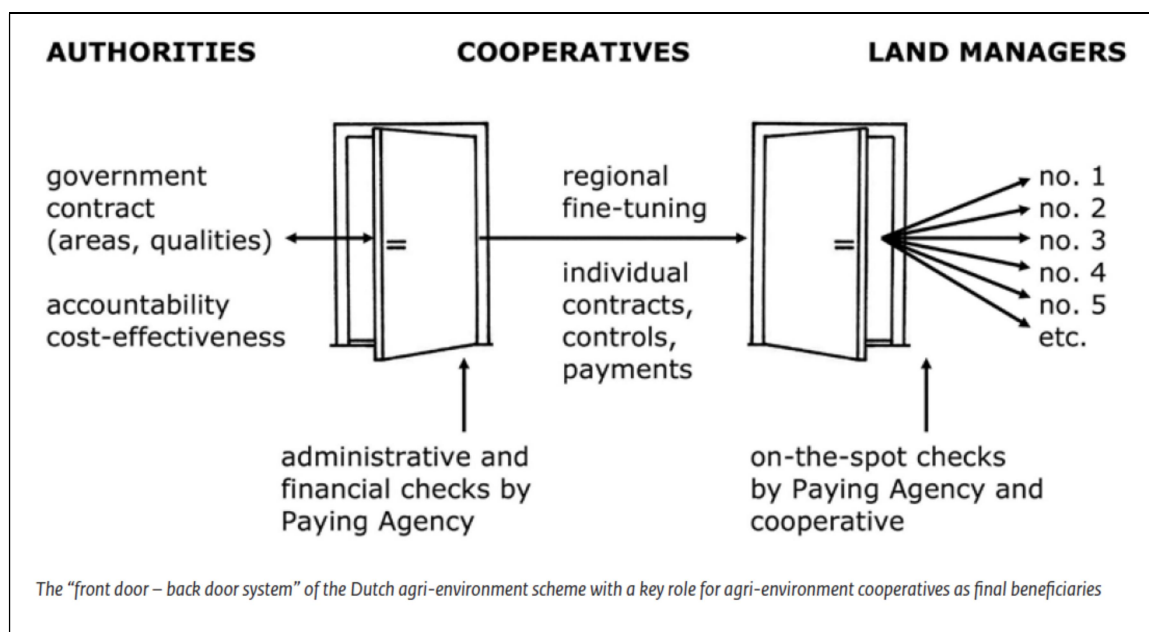 AUTHORITIES
COOPERATIVES
LAND MANAGERS
government
contract
(areas, qualities)
accountability
cost-effectiveness
regional
fine-tuning
individual
contracts,
controls,
payments
no. 1
no. 2
no. 3
no. 4
no. 5
etc.
administrative and
financial checks by
Paying Agency
on-the-spot checks
by Paying Agency and
cooperative
The “front door – back door system” of the Dutch agri-environment scheme with a key role for agri-environment cooperatives as final beneficiaries